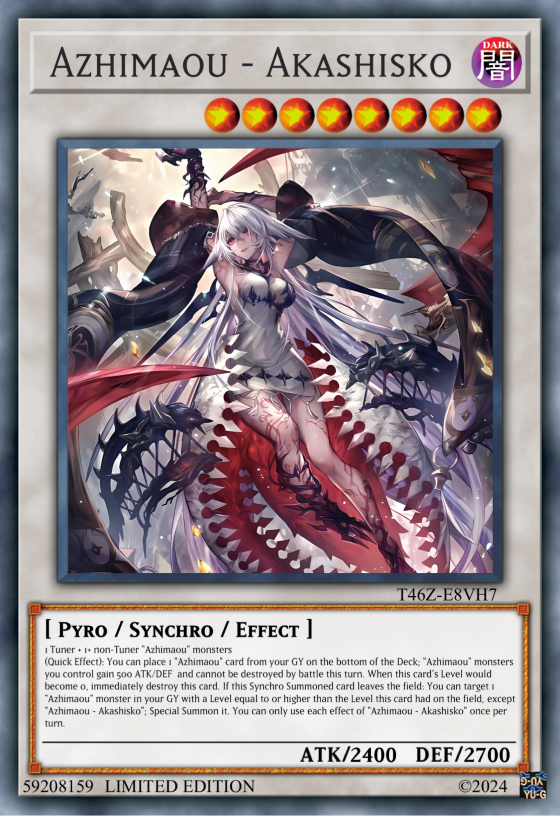 Azhimaou - Akashisko
DARK
闇
T46Z-E8VH7
[ Pyro / Synchro / Effect ]
1 Tuner + 1+ non-Tuner "Azhimaou" monsters
(Quick Effect): You can place 1 "Azhimaou" card from your GY on the bottom of the Deck; "Azhimaou" monsters
you control gain 500 ATK/DEF and cannot be destroyed by battle this turn. When this card's Level would
become 0, immediately destroy this card. If this Synchro Summoned card leaves the field: You can target 1
"Azhimaou" monster in your GY with a Level equal to or higher than the Level this card had on the field, except
"Azhimaou - Akashisko"; Special Summon it. You can only use each effect of "Azhimaou - Akashisko" once per
turn.
ATK/2400 DEF/2700
59208159 LIMITED EDITION ©2024
YU-G
YU-G